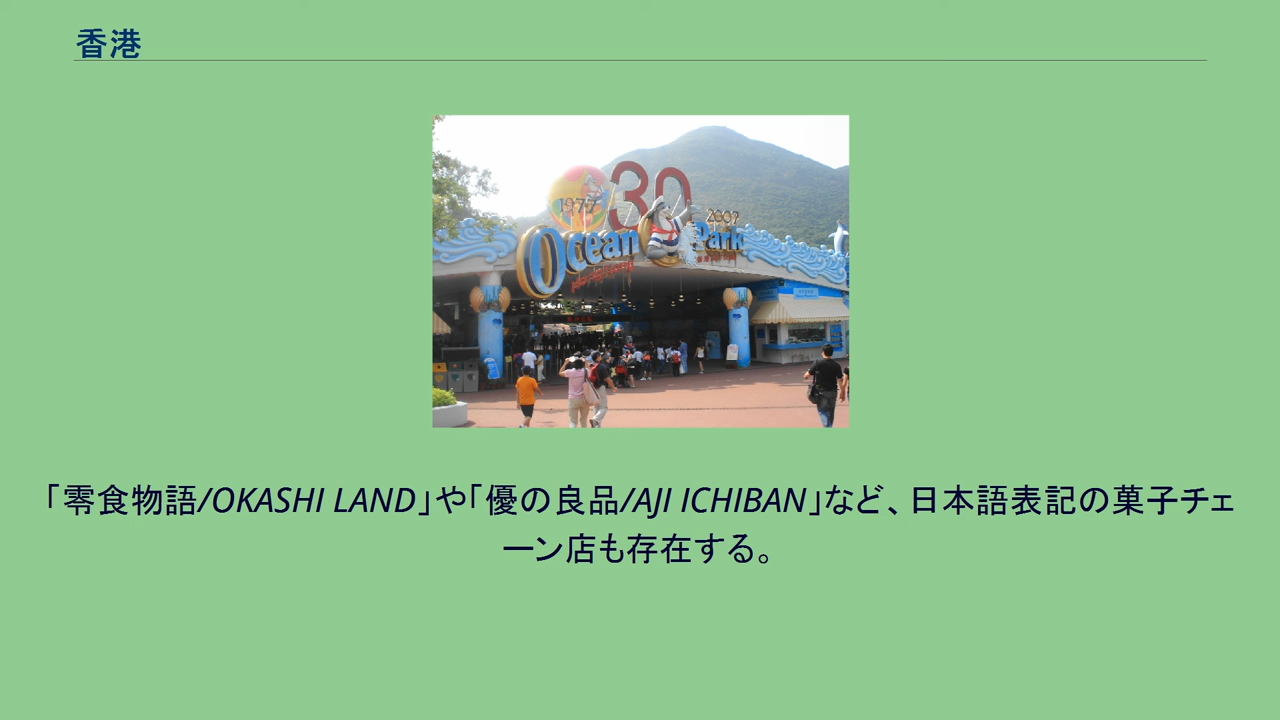 香港
1977
30
2007
Ocean Park
「零食物語/OKASHI LAND」や「優の良品/AJI ICHIBAN」など、日本語表記の菓子チェ
ーン店も存在する。